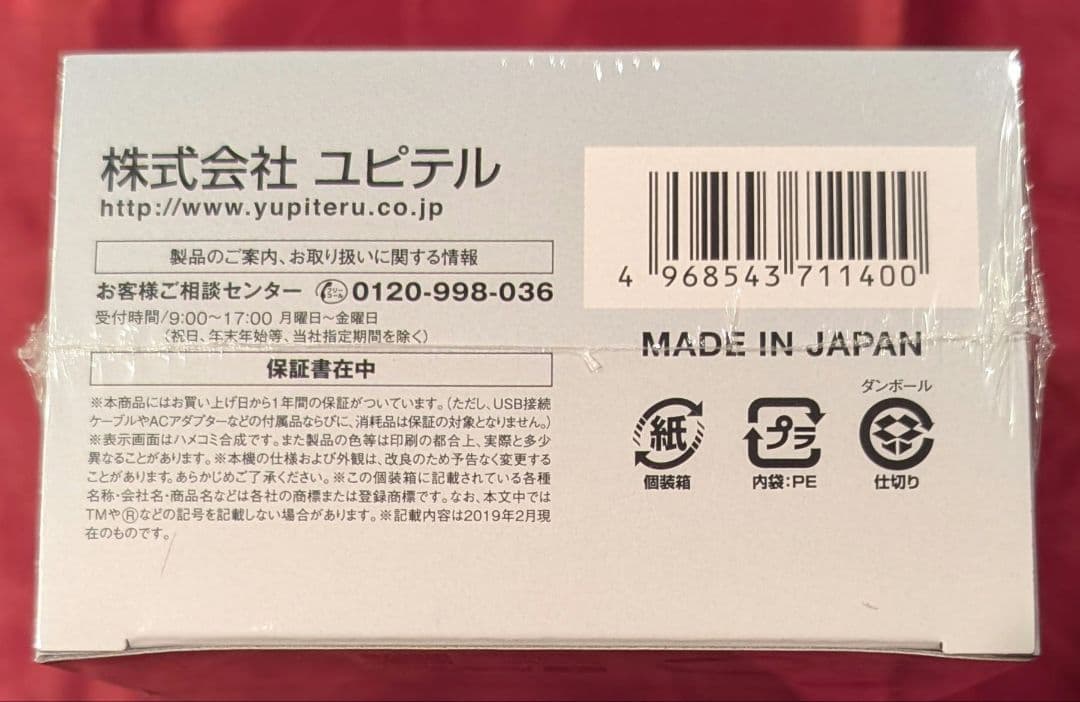 株式会社 ユピテル
http://www.yupiteru.co.jp
製品のご案内、お取り扱いに関する情報
お客様ご相談センター フリーコール 0120-998-036
受付時間/9:00〜17:00 月曜日〜金曜日
(祝日、年末年始等、当社指定期間を除く)
保証書在中
※本商品にはお買い上げ日から1年間の保証がついています。(ただし、USB接続
ケーブルやACアダプターなどの付属品ならびに、消耗品は保証の対象となりません。)
※表示画面はハメコミ合成です。また製品の色等は印刷の都合上、実際と多少
異なることがあります。※本機の仕様および外観は、改良のため予告なく変更する
ことがあります。あらかじめご了承ください。※この個装箱に記載されている各種
名称・会社名・商品名などは各社の商標または登録商標です。なお、本文中では
TMや®などの記号を記載しない場合があります。※記載内容は2019年2月現
在のものです。
4 968543 711400
MADE IN JAPAN
ダンボール
紙 プラ
個装箱 内袋:PE 仕切り